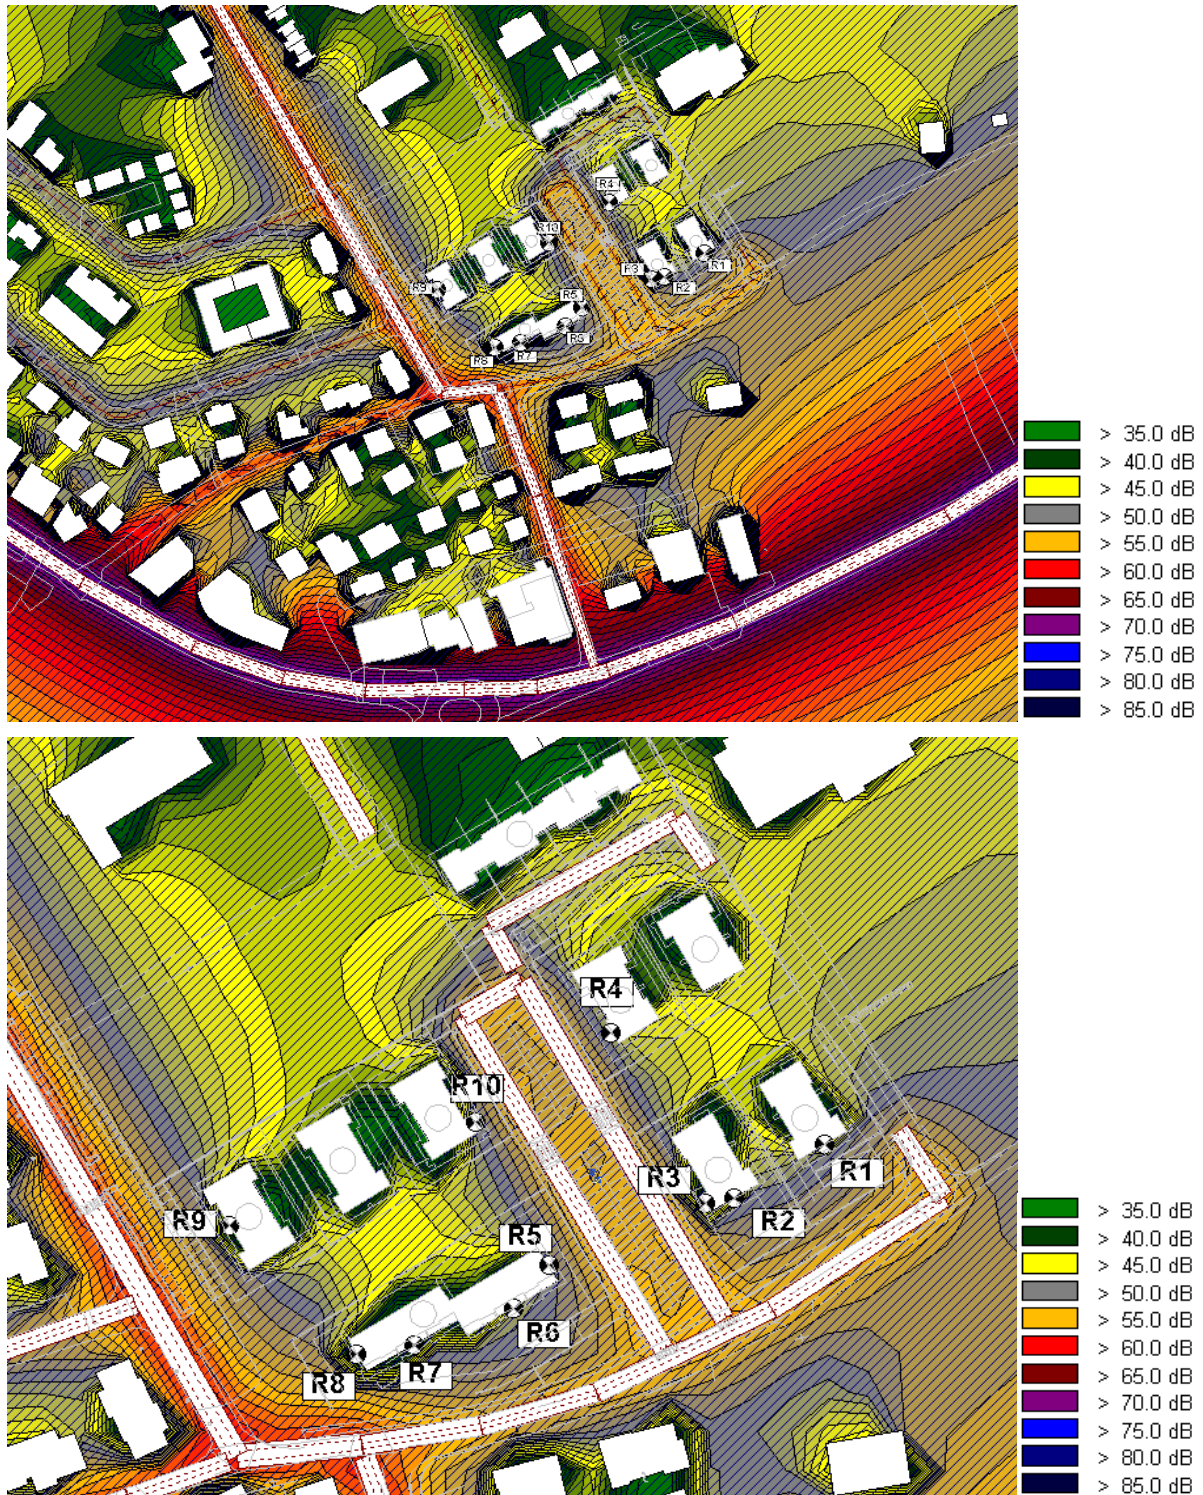 R4
R10
R1
R3
R2
R9
R5
R6
R8
R7
> 35.0 dB
> 40.0 dB
> 45.0 dB
> 50.0 dB
> 55.0 dB
> 60.0 dB
> 65.0 dB
> 70.0 dB
> 75.0 dB
> 80.0 dB
> 85.0 dB
R4
R10
R1
R3
R2
R9
R5
R6
R7
R8
> 35.0 dB
> 40.0 dB
> 45.0 dB
> 50.0 dB
> 55.0 dB
> 60.0 dB
> 65.0 dB
> 70.0 dB
> 75.0 dB
> 80.0 dB
> 85.0 dB